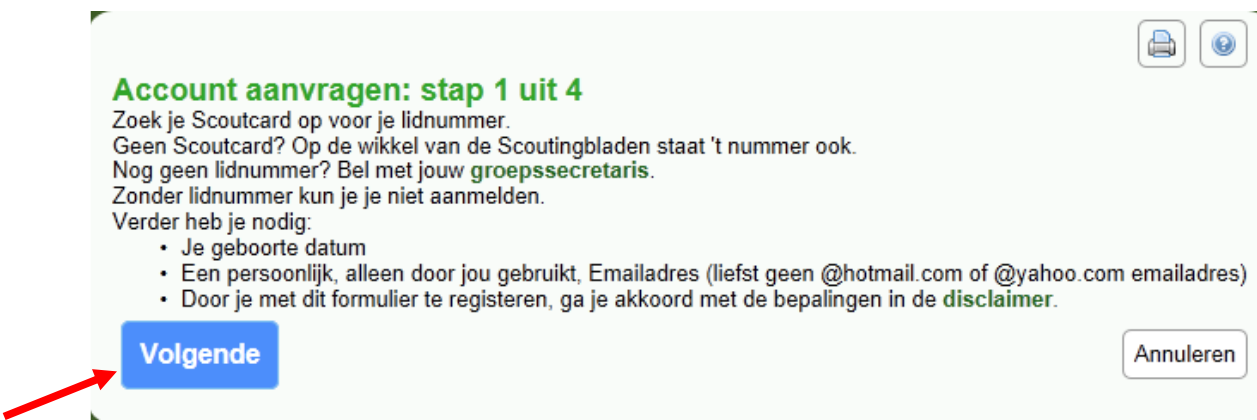 Account aanvragen: stap 1 uit 4
Zoek je Scoutcard op voor je lidnummer.
Geen Scoutcard? Op de wikkel van de Scoutingbladen staat 't nummer ook.
Nog geen lidnummer? Bel met jouw groepssecretaris.
Zonder lidnummer kun je je niet aanmelden.
Verder heb je nodig:
• Je geboorte datum
• Een persoonlijk, alleen door jou gebruikt, Emailadres (liefst geen @hotmail.com of @yahoo.com emailadres)
• Door je met dit formulier te registeren, ga je akkoord met de bepalingen in de disclaimer.
Volgende
Annuleren